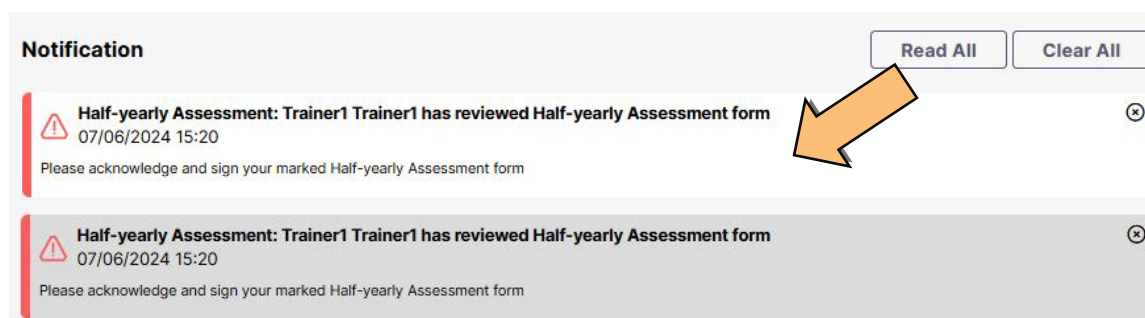 Notification
Read All
Clear All
Half-yearly Assessment: Trainer1 Trainer1 has reviewed Half-yearly Assessment form
07/06/2024 15:20
Please acknowledge and sign your marked Half-yearly Assessment form
Half-yearly Assessment: Trainer1 Trainer1 has reviewed Half-yearly Assessment form
07/06/2024 15:20
Please acknowledge and sign your marked Half-yearly Assessment form